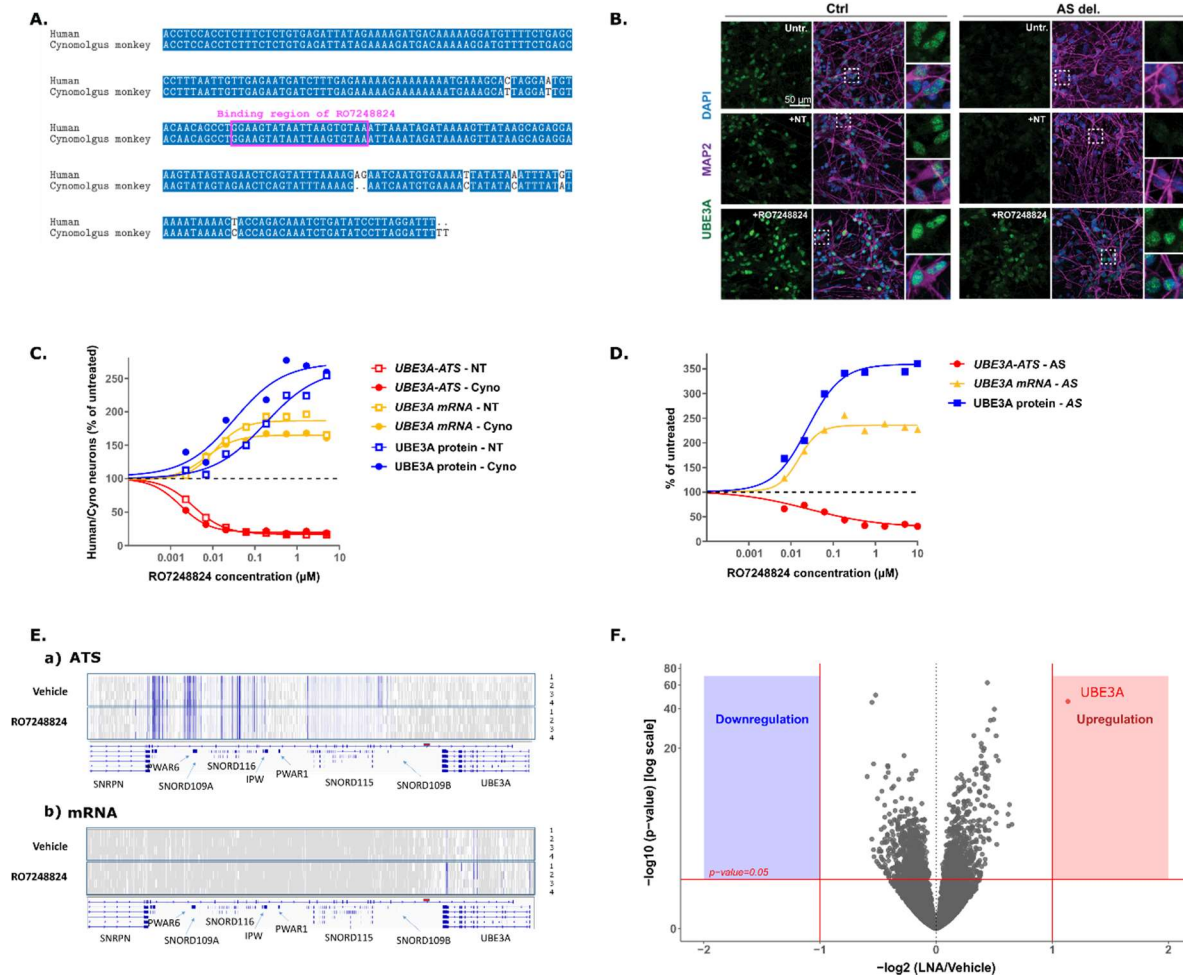 A.
Human ACCTCCACCTCTTTCTCTGTGAGATTATAGAAAAGATGACAAAAAGGATGTTTTCTGAGC
Cynomolgus monkey ACCTCCACCTCTTTCTCTGTGAGATTATAGAAAAGATGACAAAAAGGATGTTTTCTGAGC
Human CCTTTAATTGTTGAGAATGATCTTTGAGAAAAAGAAAAAAAATGAAAGCACTAGGAATGT
Cynomolgus monkey CCTTTAATTGTTGAGAATGATCTTTGAGAAAAAGAAAAAAAATGAAAGCATTAGGATTGT
Binding region of RO7248824
Human ACAACAGCCTCGAAGTATAATTAAGTGTAAATTAAATAGATAAAAGTTATAAGCAGAGGA
Cynomolgus monkey ACAACAGCCTGGAAGTATAATTAAGTGTAAATTAAATAGATAAAAGTTATAAGCAGAGGA
Human AAGTATAGTAGAACTCAGTATTTAAAAGAGAATCAATGTGAAAATTATATAAATTTATGT
Cynomolgus monkey AAGTATAGTAGAACTCAGTATTTAAAAG..AATCAATGTGAAAACTATATACATTTATAT
Human AAAATAAAACTACCAGACAAATCTGATATCCTTAGGATTT..
Cynomolgus monkey AAAATAAAACCACCAGACAAATCTGATATCCTTAGGATTTTT
B.
Ctrl
AS del.
Untr.
50 µm
Untr.
+NT
+NT
+RO7248824
+RO7248824
UBE3A MAP2 DAPI
C.
Human/Cyno neurons (% of untreated)
250
200
150
100
50
0
0.001 0.01 0.1 1 10
RO7248824 concentration (µM)
UBE3A-ATS - NT
UBE3A-ATS - Cyno
UBE3A mRNA - NT
UBE3A mRNA - Cyno
UBE3A protein - NT
UBE3A protein - Cyno
D.
% of untreated
350
300
250
200
150
100
50
0
0.001 0.01 0.1 1 10
RO7248824 concentration (µM)
UBE3A-ATS - AS
UBE3A mRNA - AS
UBE3A protein - AS
E.
a) ATS
Vehicle
1
2
3
4
RO7248824
1
2
3
4
SNRPN PWAR6 SNORD109A SNORD116 IPW PWAR1 SNORD115 SNORD109B UBE3A
b) mRNA
Vehicle
1
2
3
4
RO7248824
1
2
3
4
SNRPN PWAR6 SNORD109A SNORD116 IPW PWAR1 SNORD115 SNORD109B UBE3A
F.
−log10 (p−value) [log scale]
80
60
40
20
0
Downregulation
UBE3A
Upregulation
p-value=0.05
−2 −1 0 1 2
−log2 (LNA/Vehicle)